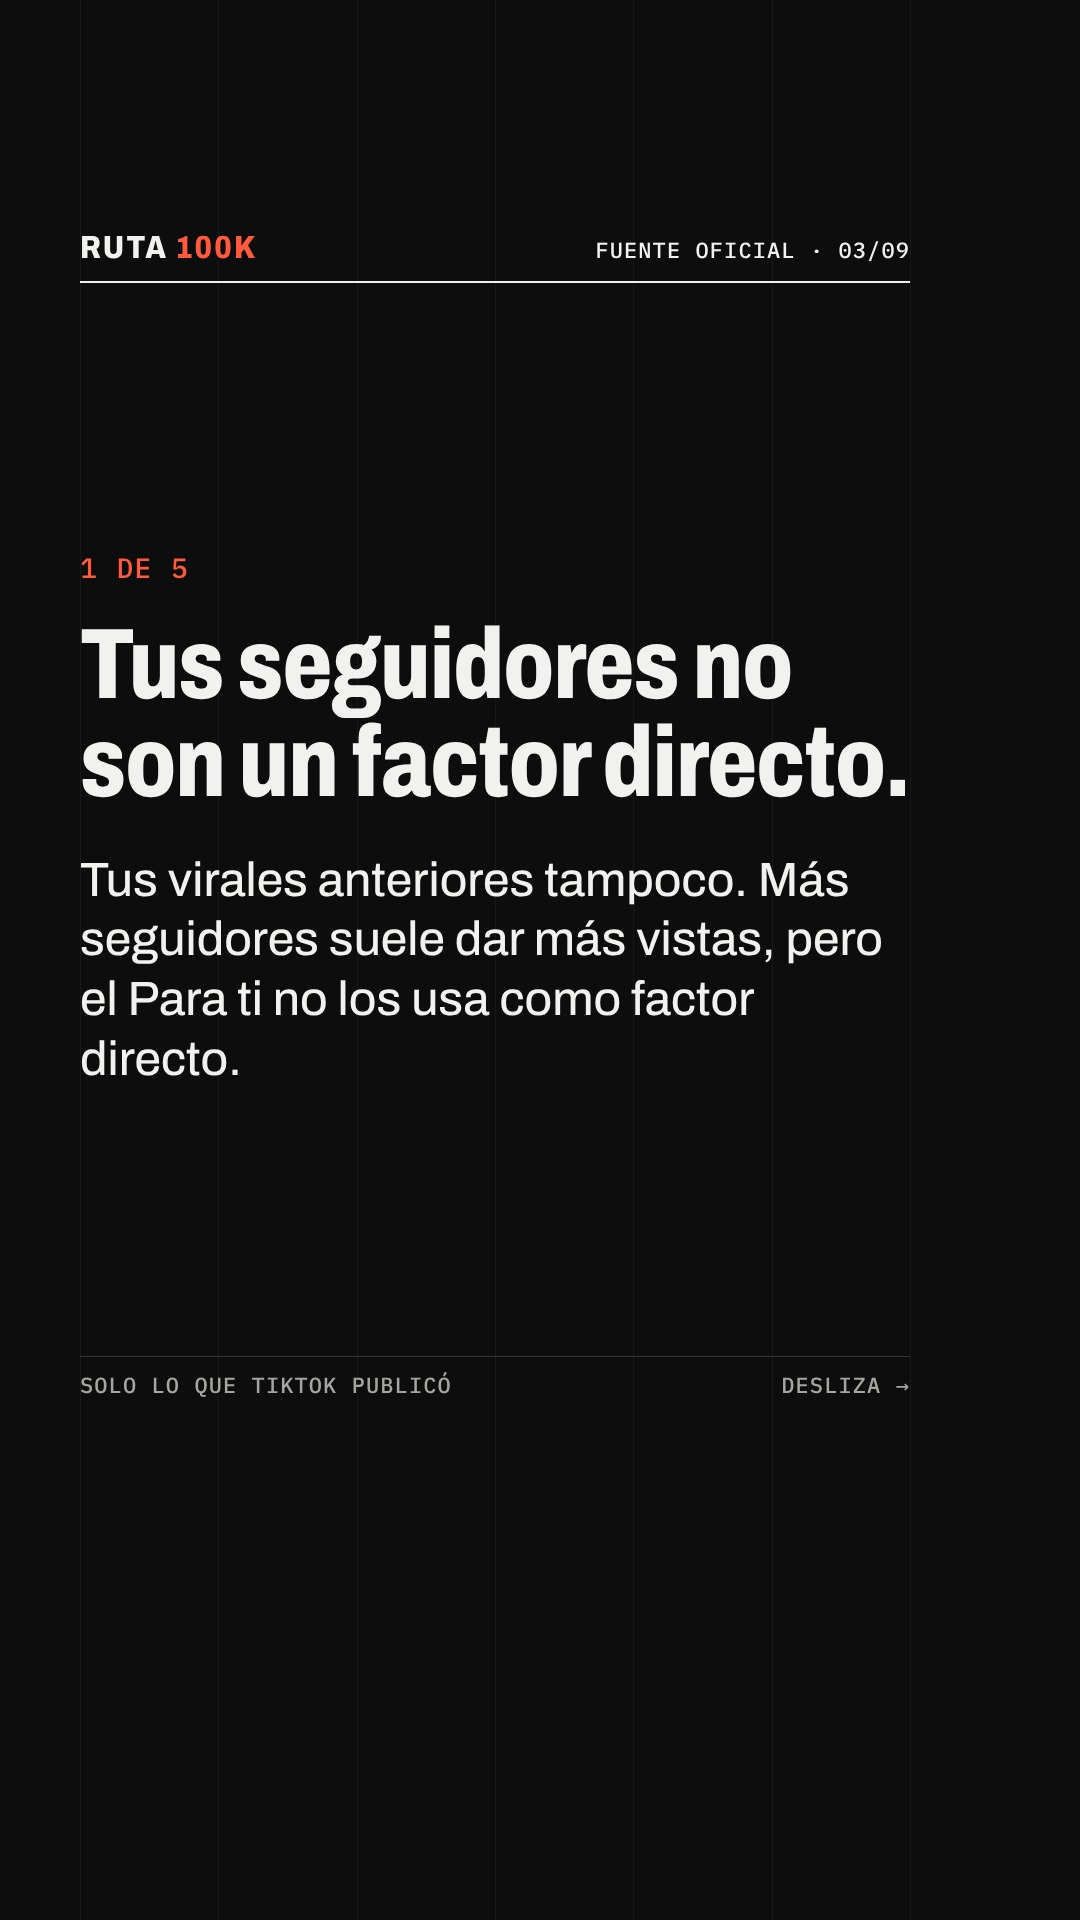 RUTA 100K
FUENTE OFICIAL · 03/09
1 DE 5
Tus seguidores no
son un factor directo.
Tus virales anteriores tampoco. Más
seguidores suele dar más vistas, pero
el Para ti no los usa como factor
directo.
SOLO LO QUE TIKTOK PUBLICÓ
DESLIZA →